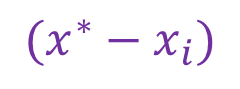 (x* − xᵢ)